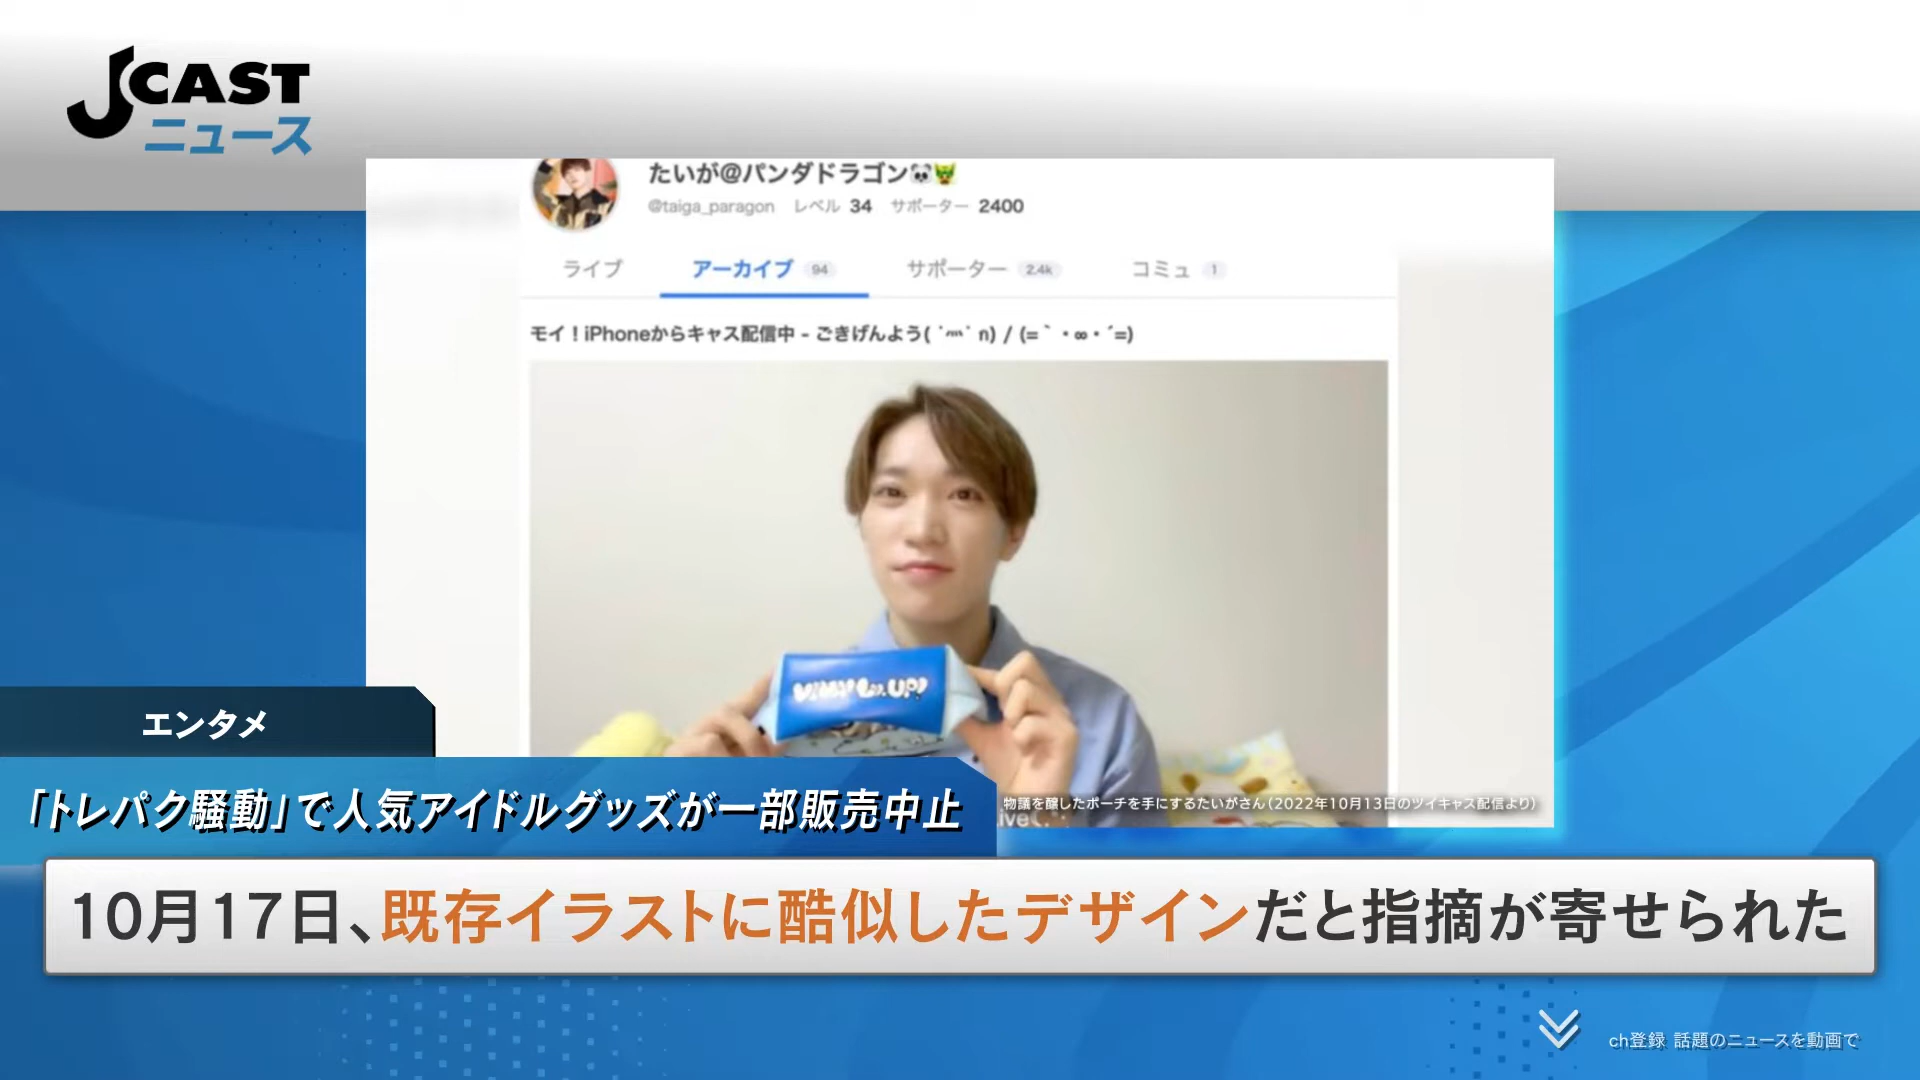 JCAST
ニュース
たいが@パンダドラゴン🐼🐲
@taiga_paragon レベル 34 サポーター 2400
ライブ アーカイブ 94 サポーター 2.4k コミュ 1
モイ!iPhoneからキャス配信中 - ごきげんよう( ˙灬˙ n) / (=｀・∞・´=)
UP!
エンタメ
「トレパク騒動」で人気アイドルグッズが一部販売中止
物議を醸したポーチを手にするたいがさん(2022年10月13日のツイキャス配信より)
10月17日、既存イラストに酷似したデザインだと指摘が寄せられた
ch登録 話題のニュースを動画で